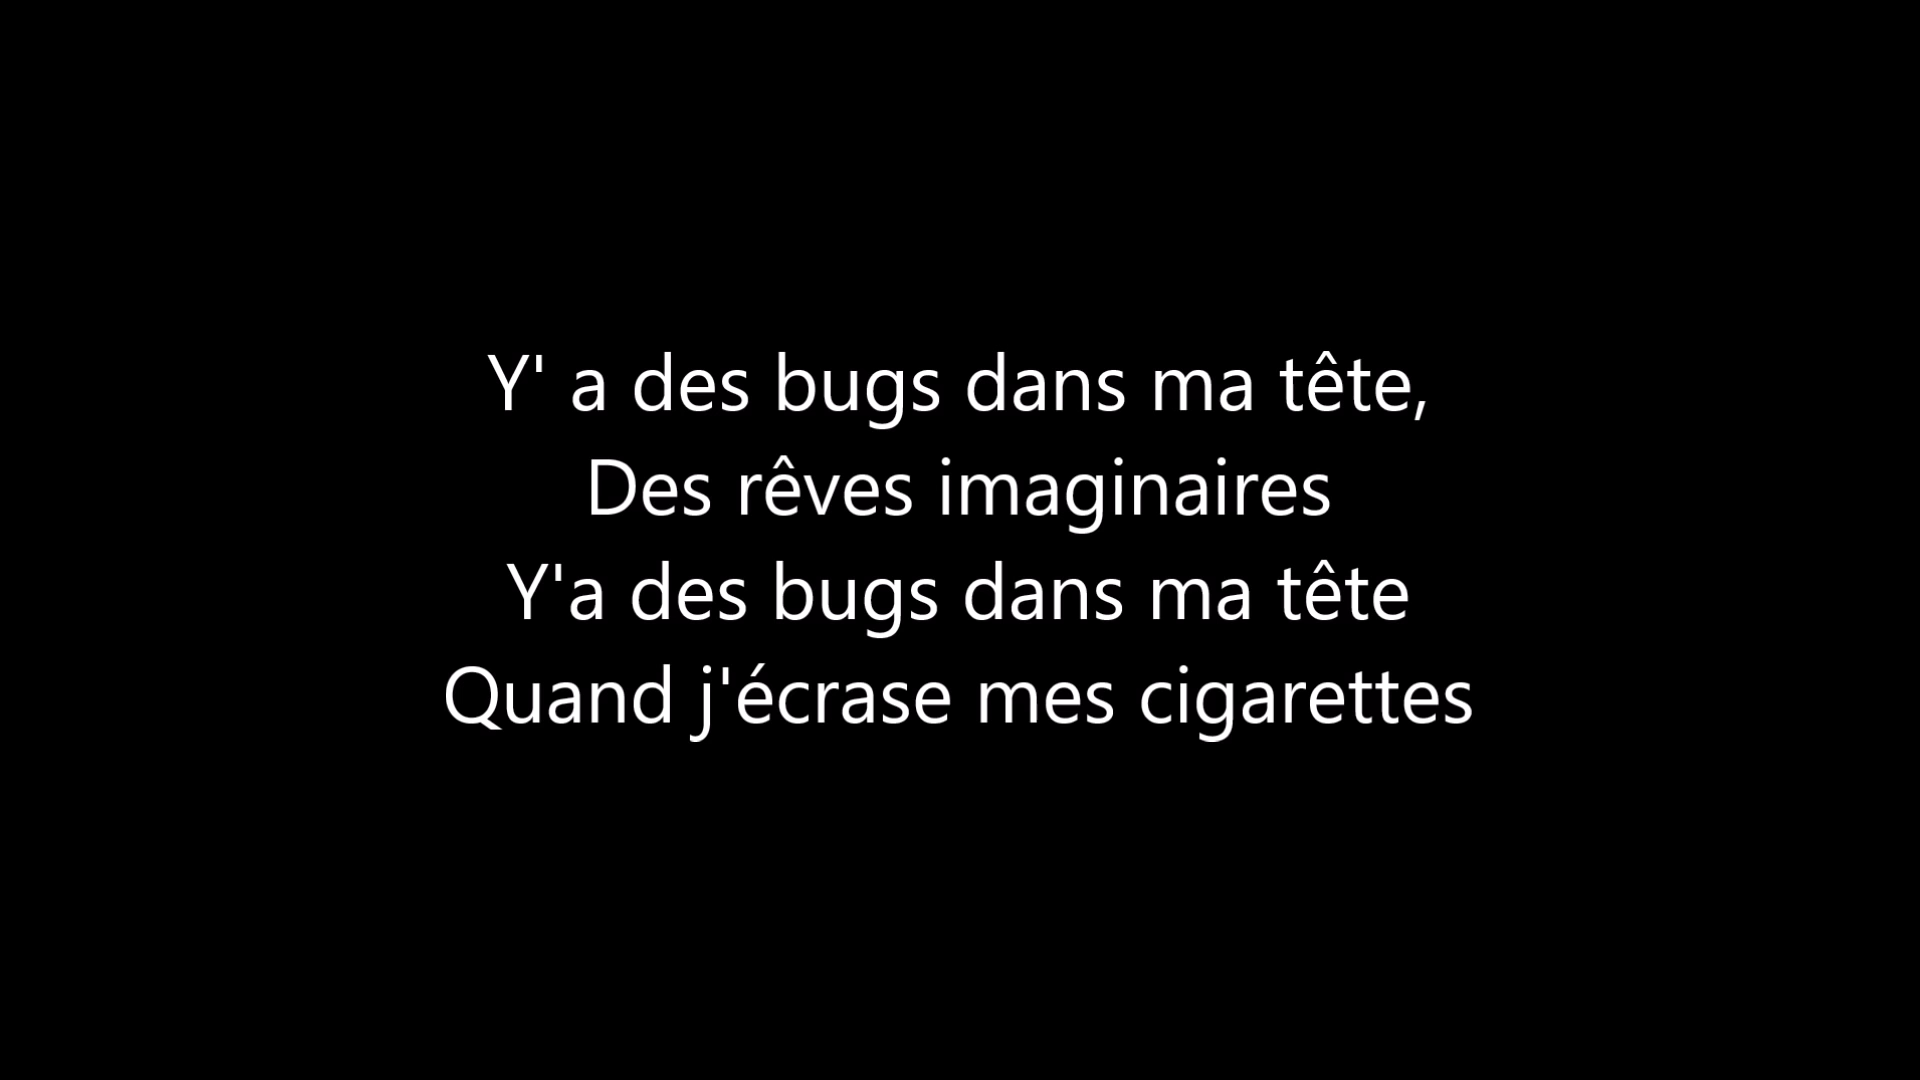 Y' a des bugs dans ma tête,
Des rêves imaginaires
Y'a des bugs dans ma tête
Quand j'écrase mes cigarettes